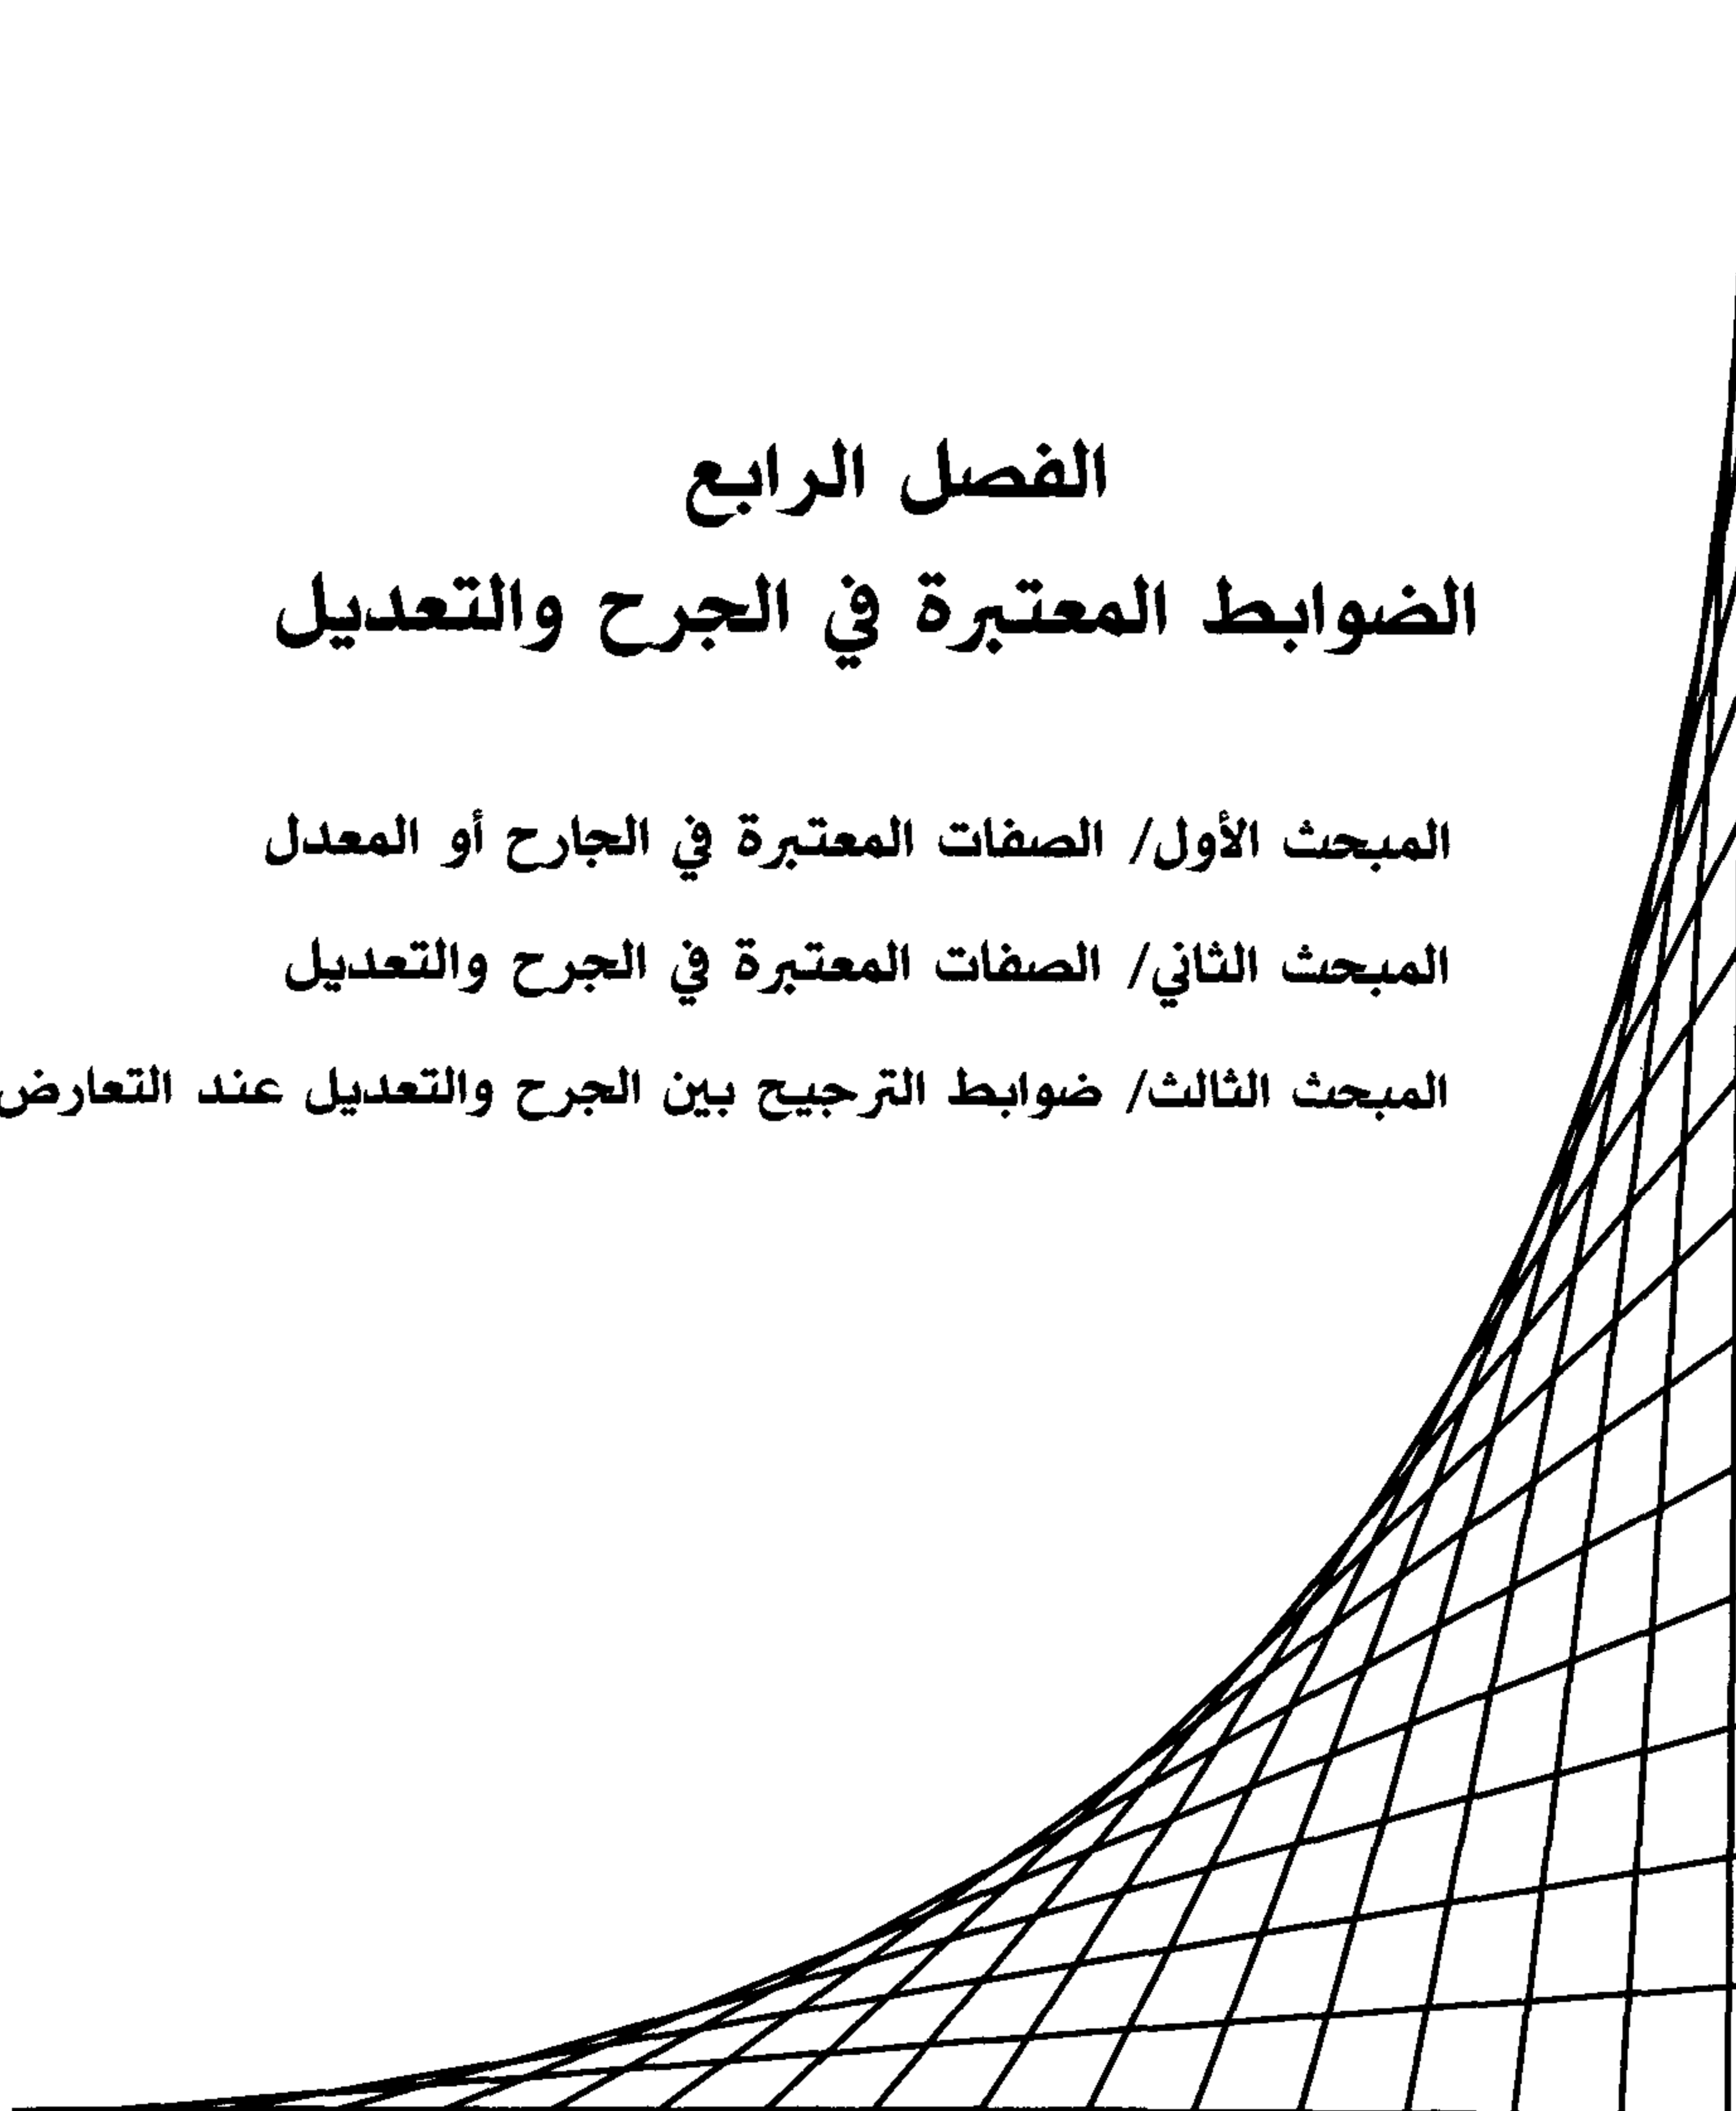 الفصل الرابع
الضوابط المعتبرة في الجرح والتعديل
المبحث الأول/ الصفات المعتبرة في الجارح أو المعدل
المبحث الثاني/ الصفات المعتبرة في الجرح والتعديل
المبحث الثالث/ ضوابط الترجيح بين الجرح والتعديل عند التعارض